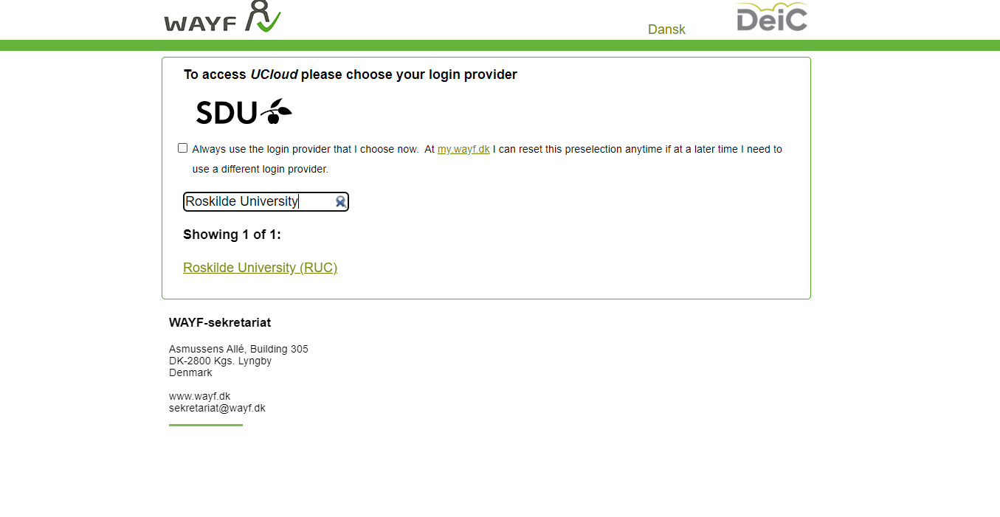 WAYF
Dansk
DeiC
To access UCloud please choose your login provider
SDU
Always use the login provider that I choose now. At my.wayf.dk I can reset this preselection anytime if at a later time I need to
use a different login provider.
Roskilde University
Showing 1 of 1:
Roskilde University (RUC)
WAYF-sekretariat
Asmussens Allé, Building 305
DK-2800 Kgs. Lyngby
Denmark
www.wayf.dk
sekretariat@wayf.dk